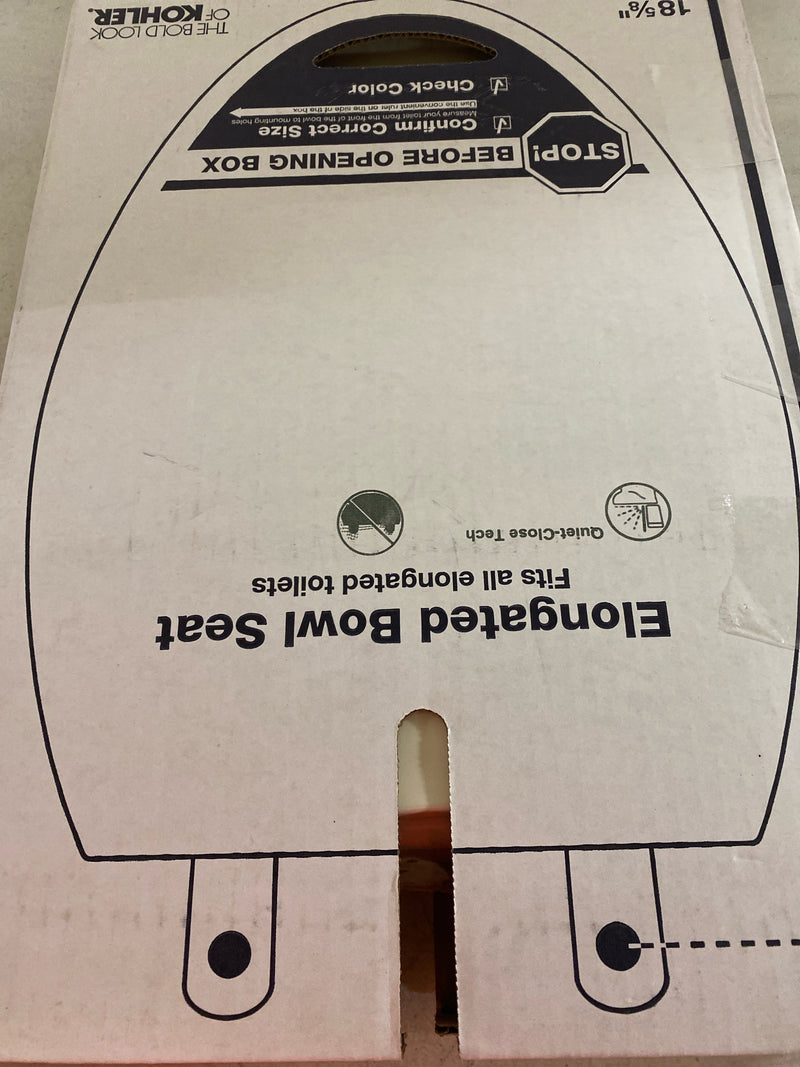 Elongated Bowl Seat
Fits all elongated toilets
Quiet-Close Tech
STOP! BEFORE OPENING BOX
Confirm Correct Size
Measure your toilet from the front of the bowl to mounting holes
Use the convenient ruler on the side of the box
Check Color
18⅝"
THE BOLD LOOK
OF KOHLER.